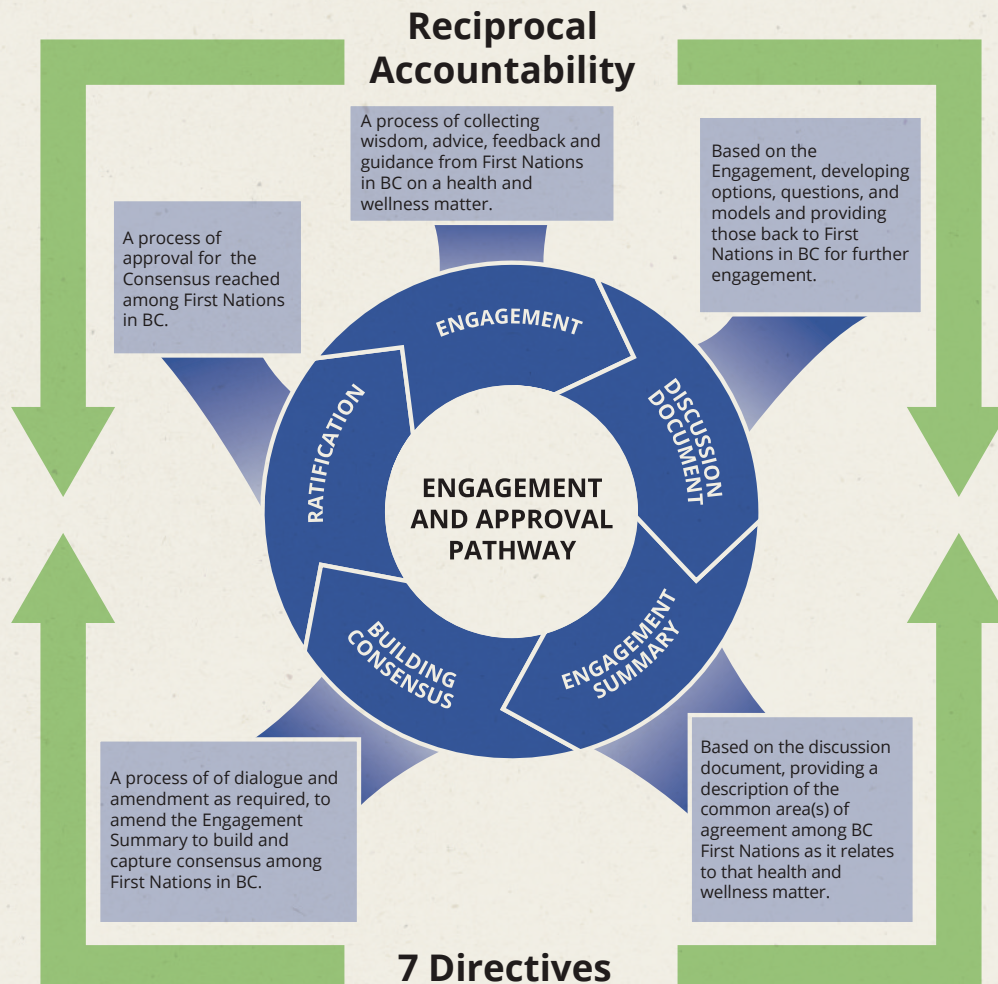 Reciprocal
Accountability
A process of collecting
wisdom, advice, feedback and
guidance from First Nations
in BC on a health and
wellness matter.
Based on the
Engagement, developing
options, questions, and
models and providing
those back to First
Nations in BC for further
engagement.
A process of
approval for the
Consensus reached
among First Nations
in BC.
ENGAGEMENT
DISCUSSION
DOCUMENT
RATIFICATION
ENGAGEMENT
AND APPROVAL
PATHWAY
ENGAGEMENT
SUMMARY
BUILDING
CONSENSUS
Based on the discussion
document, providing a
description of the
common area(s) of
agreement among BC
First Nations as it relates
to that health and
wellness matter.
A process of of dialogue and
amendment as required, to
amend the Engagement
Summary to build and
capture consensus among
First Nations in BC.
7 Directives